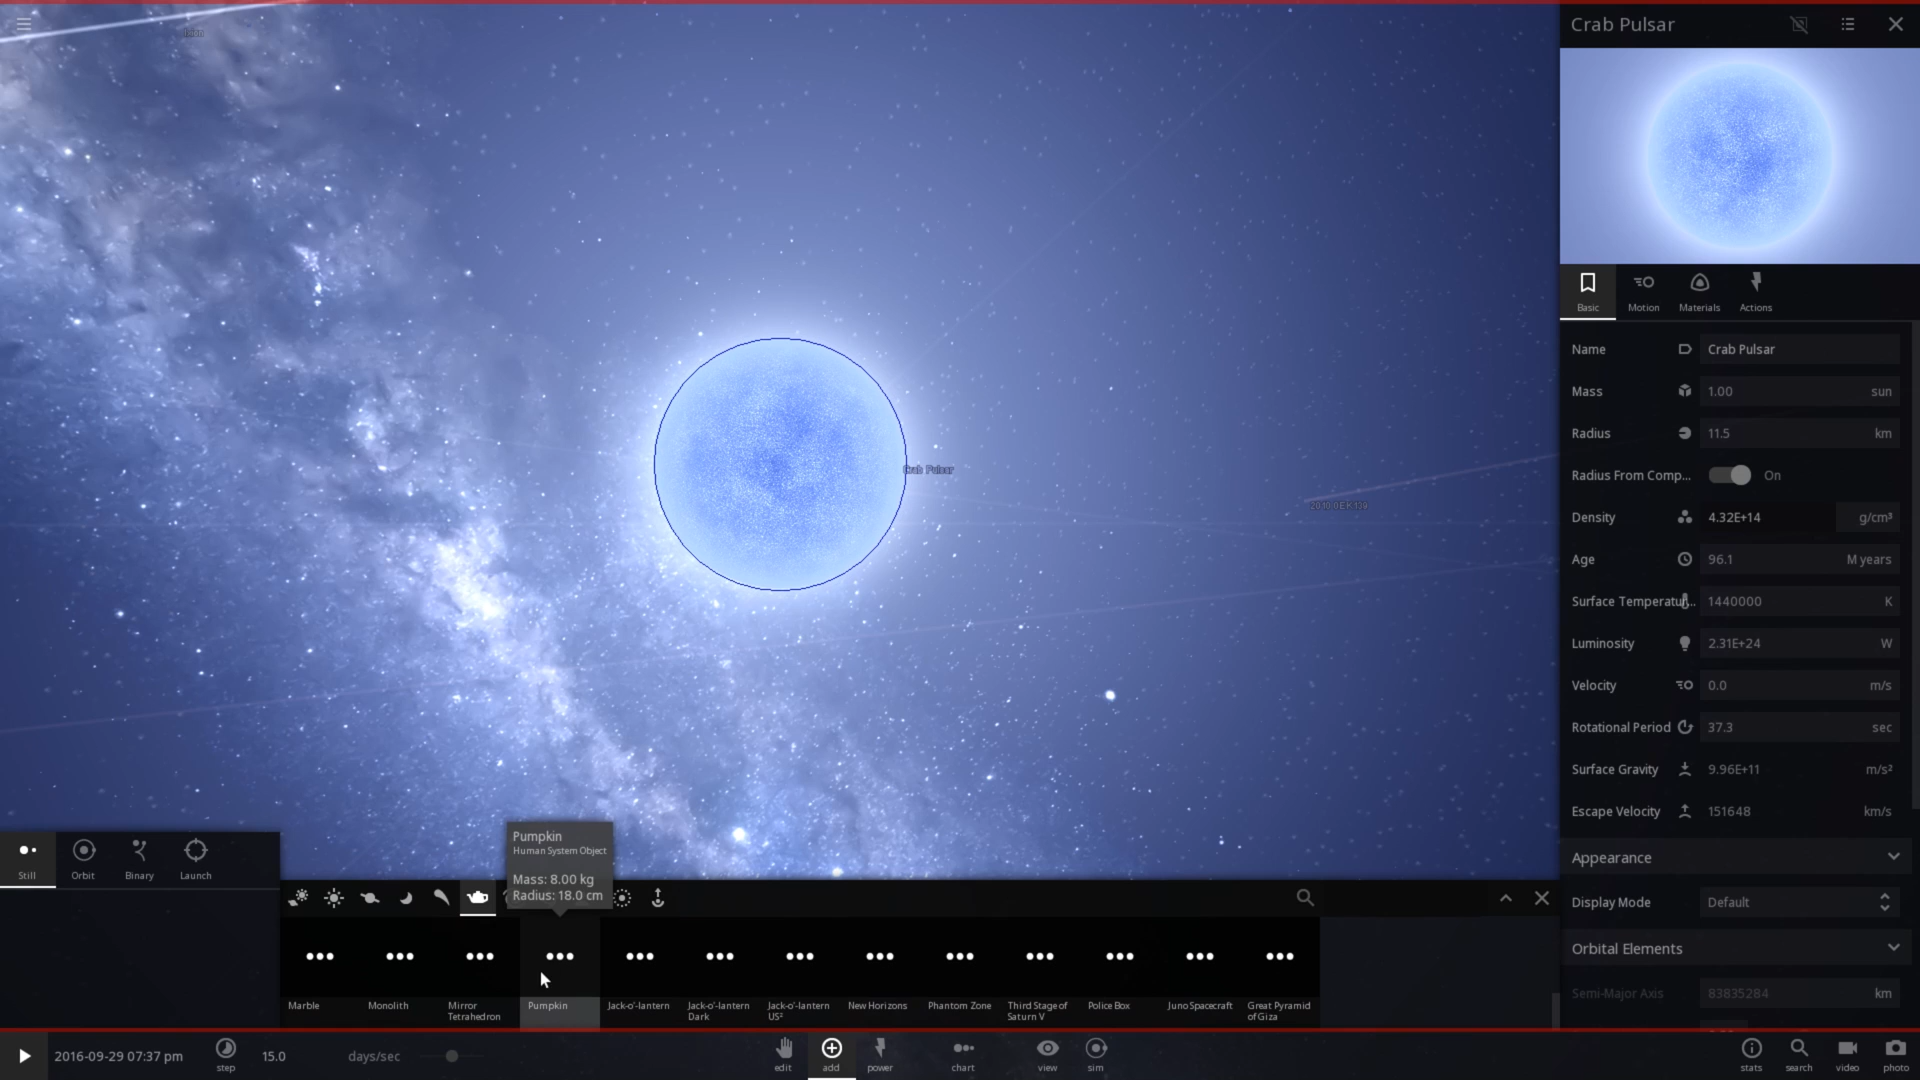 Crab Pulsar
Basic
Motion
Materials
Actions
Name
Crab Pulsar
Mass
1.00
sun
Radius
11.5
km
Radius From Comp...
On
Density
4.32E+14
g/cm³
Age
96.1
M years
Surface Temperatur...
1440000
K
Luminosity
2.31E+24
W
Velocity
0.0
m/s
Rotational Period
37.3
sec
Surface Gravity
9.96E+11
m/s²
Escape Velocity
151648
km/s
Appearance
Display Mode
Default
Orbital Elements
Semi-Major Axis
83835284
km
Crab Pulsar
Still
Orbit
Binary
Launch
Pumpkin
Human System Object
Mass: 8.00 kg
Radius: 18.0 cm
Marble
Monolith
Mirror
Tetrahedron
Pumpkin
Jack-o'-lantern
Jack-o'-lantern
Dark
Jack-o'-lantern
US²
New Horizons
Phantom Zone
Third Stage of
Saturn V
Police Box
Juno Spacecraft
Great Pyramid
of Giza
2016-09-29 07:37 pm
step
15.0
days/sec
edit
add
power
chart
view
sim
stats
search
video
photo